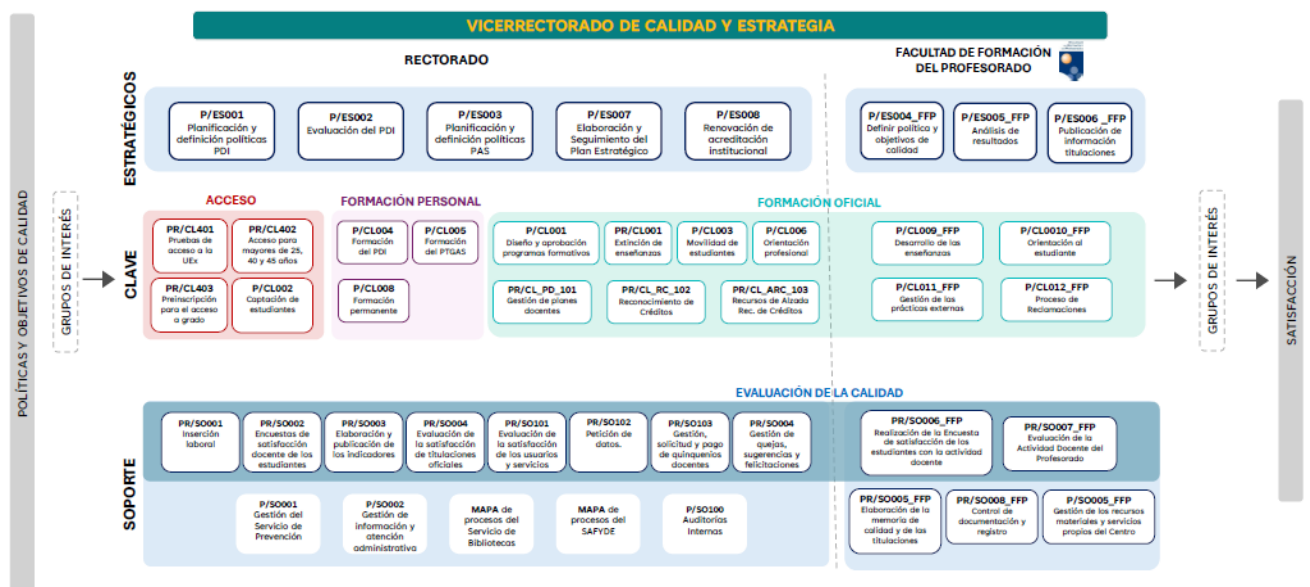 VICERRECTORADO DE CALIDAD Y ESTRATEGIA
RECTORADO
FACULTAD DE FORMACIÓN
DEL PROFESORADO
POLÍTICAS Y OBJETIVOS DE CALIDAD
GRUPOS DE INTERÉS
ESTRATÉGICOS
P/ES001
Planificación y
definición políticas
PDI
P/ES002
Evaluación del PDI
P/ES003
Planificación y
definición políticas
PAS
P/ES007
Elaboración y
Seguimiento del
Plan Estratégico
P/ES008
Renovación de
acreditación
institucional
P/ES004_FFP
Definir política y
objetivos de
calidad
P/ES005_FFP
Análisis de
resultados
P/ES006 _FFP
Publicación de
información
titulaciones
CLAVE
ACCESO
PR/CL401
Pruebas de
acceso a la
UEx
PR/CL402
Acceso para
mayores de 25,
40 y 45 años
PR/CL403
Preinscripción
para el acceso
a grado
P/CL002
Captación de
estudiantes
FORMACIÓN PERSONAL
P/CL004
Formación
del PDI
P/CL005
Formación
del PTGAS
P/CL008
Formación
permanente
FORMACIÓN OFICIAL
P/CL001
Diseño y aprobación
programas formativos
PR/CL001
Extinción de
enseñanzas
P/CL003
Movilidad de
estudiantes
P/CL006
Orientación
profesional
PR/CL_PD_101
Gestión de planes
docentes
PR/CL_RC_102
Reconocimiento de
Créditos
PR/CL_ARC_103
Recursos de Alzada
Rec. de Créditos
P/CL009_FFP
Desarrollo de las
enseñanzas
P/CL0010_FFP
Orientación al
estudiante
P/CL011_FFP
Gestión de las
prácticas externas
P/CL012_FFP
Proceso de
Reclamaciones
SOPORTE
EVALUACIÓN DE LA CALIDAD
PR/SO001
Inserción
laboral
PR/SO002
Encuestas de
satisfacción
docente de los
estudiantes
PR/SO003
Elaboración y
publicación de
los indicadores
PR/SO004
Evaluación de
la satisfacción
de titulaciones
oficiales
PR/SO101
Evaluación de
la satisfacción
de los usuarios
y servicios
PR/SO102
Petición de
datos.
PR/SO103
Gestión,
solicitud y pago
de quinquenios
docentes
PR/SO004
Gestión de
quejas,
sugerencias y
felicitaciones
PR/SO006_FFP
Realización de la Encuesta
de satisfacción de los
estudiantes con la actividad
docente
PR/SO007_FFP
Evaluación de la
Actividad Docente del
Profesorado
P/SO001
Gestión del
Servicio de
Prevención
P/SO002
Gestión de
información y
atención
administrativa
MAPA de
procesos del
Servicio de
Bibliotecas
MAPA de
procesos del
SAFYDE
P/SO100
Auditorías
Internas
PR/SO005_FFP
Elaboración de la
memoria de
calidad y de las
titulaciones
PR/SO008_FFP
Control de
documentación y
registro
P/SO005_FFP
Gestión de los recursos
materiales y servicios
propios del Centro
GRUPOS DE INTERÉS
SATISFACCIÓN